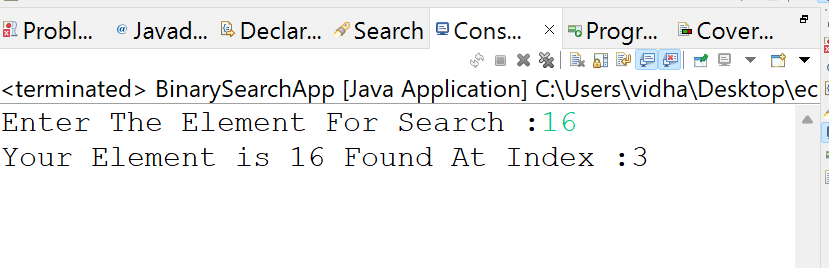 Probl... @ Javad... Declar... Search Cons... × Progr... Cover...
<terminated> BinarySearchApp [Java Application] C:\Users\vidha\Desktop\ec
Enter The Element For Search :16
Your Element is 16 Found At Index :3